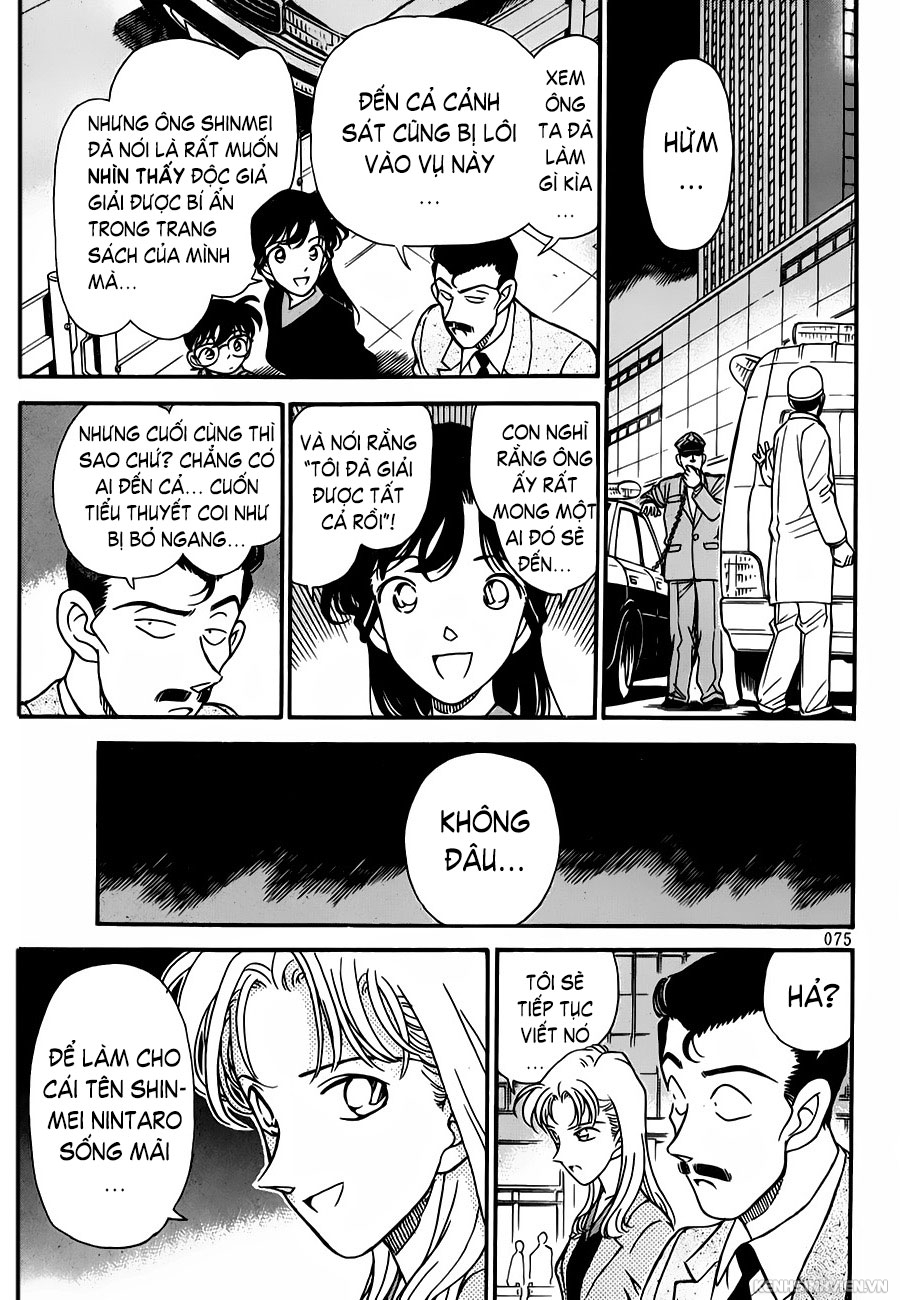 HỪM
...
XEM
ÔNG
TA ĐÃ
LÀM
GÌ KÌA
...
ĐẾN CẢ CẢNH
SÁT CŨNG BỊ LÔI
VÀO VỤ NÀY
...
NHƯNG ÔNG SHINMEI
ĐÃ NÓI LÀ RẤT MUỐN
NHÌN THẤY ĐỘC GIẢ
GIẢI ĐƯỢC BÍ ẨN
TRONG TRANG
SÁCH CỦA MÌNH
MÀ...
CON NGHĨ
RẰNG ÔNG
ẤY RẤT
MONG MỘT
AI ĐÓ SẼ
ĐẾN...
VÀ NÓI RẰNG
"TÔI ĐÃ GIẢI
ĐƯỢC TẤT
CẢ RỒI"!
NHƯNG CUỐI CÙNG THÌ
SAO CHỨ? CHẲNG CÓ
AI ĐẾN CẢ... CUỐN
TIỂU THUYẾT COI NHƯ
BỊ BỎ NGANG...
KHÔNG
ĐÂU...
075
HẢ?
TÔI SẼ
TIẾP TỤC
VIẾT NÓ
...
ĐỂ LÀM CHO
CÁI TÊN SHIN-
MEI NINTARO
SỐNG MÃI
...
KENHSINHVIEN.VN